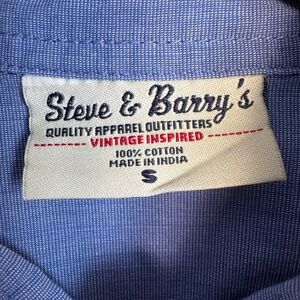 Steve & Barry's
QUALITY APPAREL OUTFITTERS
VINTAGE INSPIRED
100% COTTON
MADE IN INDIA
S